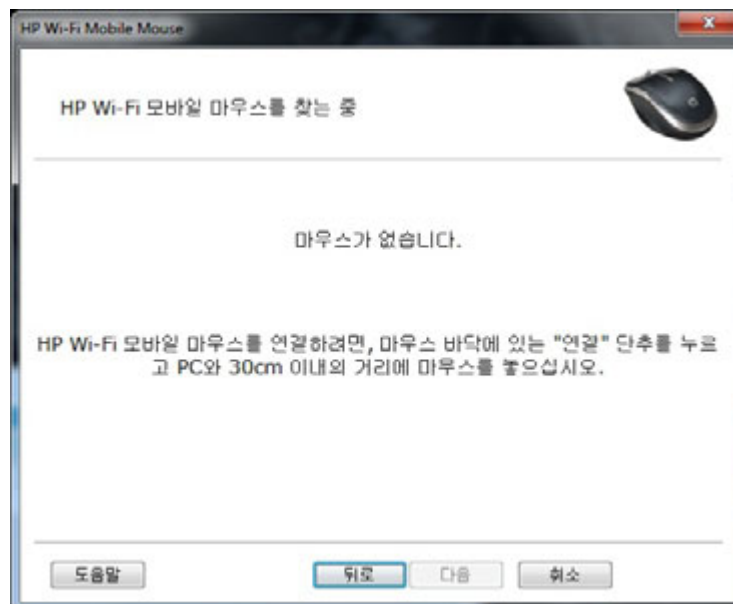 HP Wi-Fi Mobile Mouse
HP Wi-Fi 모바일 마우스를 찾는 중
마우스가 없습니다.
HP Wi-Fi 모바일 마우스를 연결하려면, 마우스 바닥에 있는 "연결" 단추를 누르
고 PC와 30cm 이내의 거리에 마우스를 놓으십시오.
도움말 뒤로 다음 취소